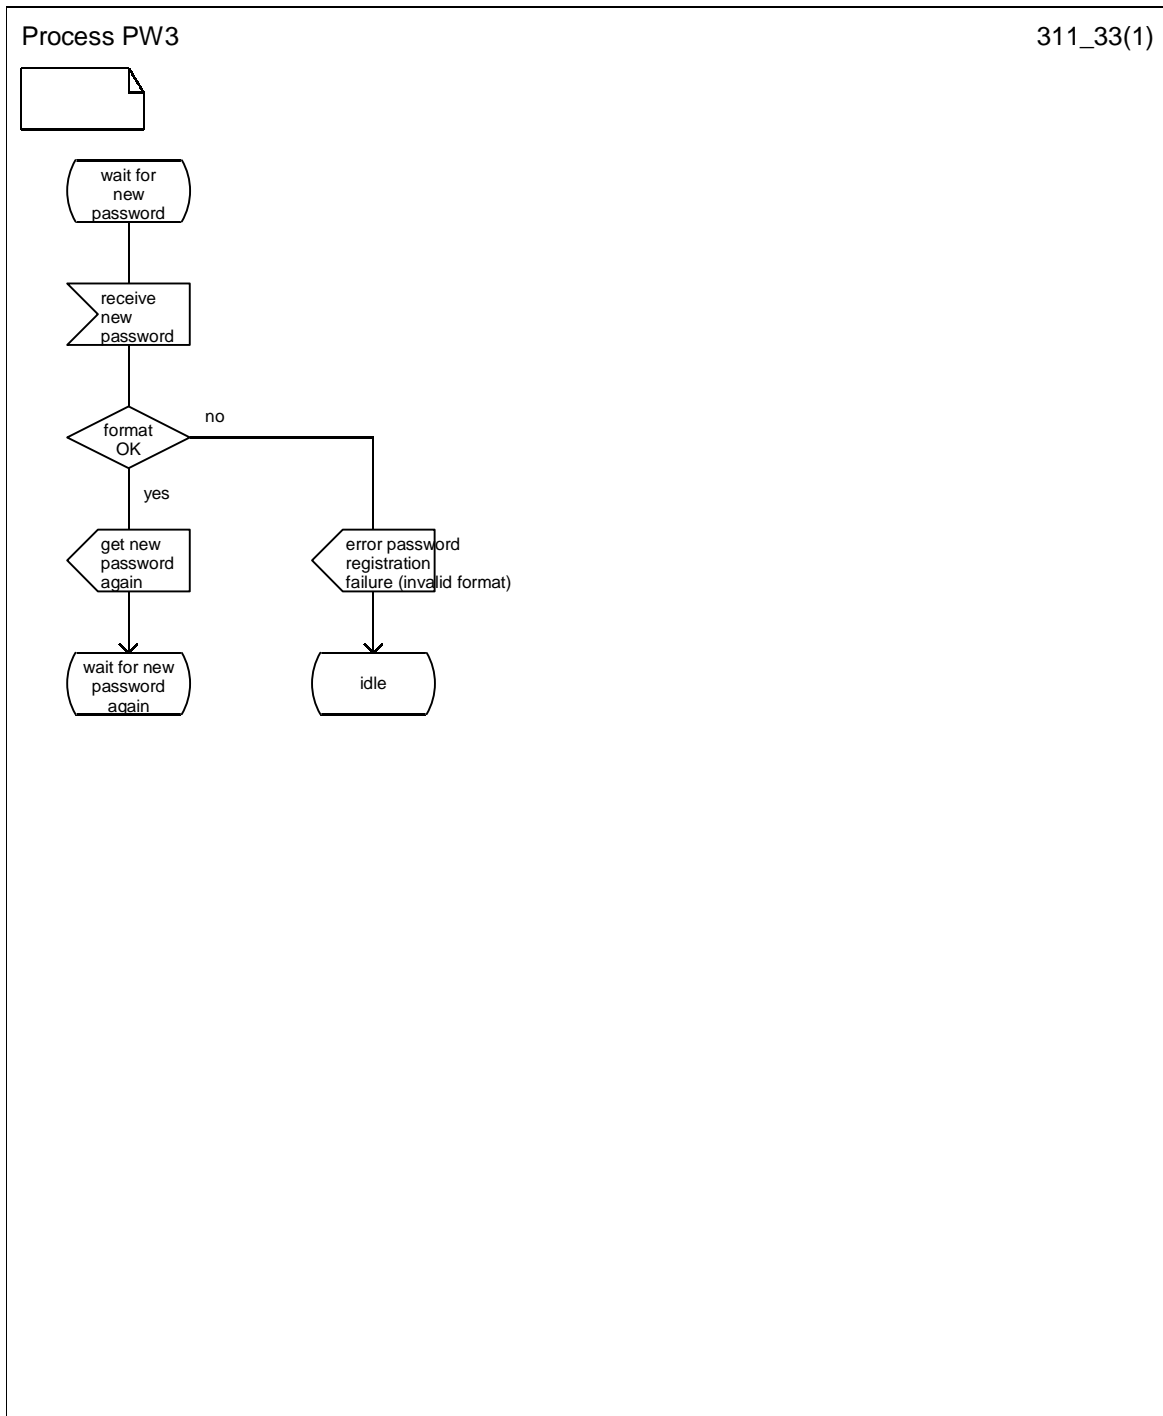 Process PW3
311_33(1)
wait for
new
password
receive
new
password
format
OK
no
yes
get new
password
again
error password
registration
failure (invalid format)
wait for new
password
again
idle